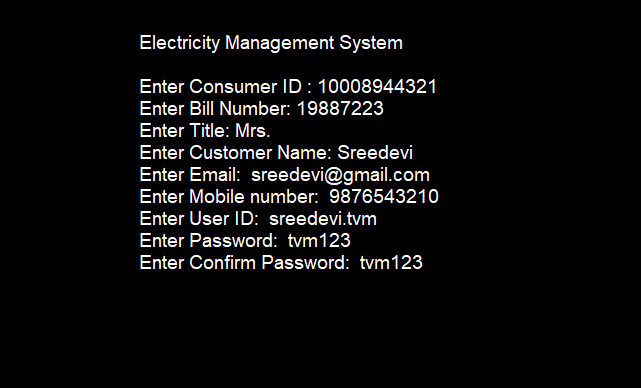 Electricity Management System
Enter Consumer ID : 10008944321
Enter Bill Number: 19887223
Enter Title: Mrs.
Enter Customer Name: Sreedevi
Enter Email:  sreedevi@gmail.com
Enter Mobile number:  9876543210
Enter User ID:  sreedevi.tvm
Enter Password:  tvm123
Enter Confirm Password:  tvm123